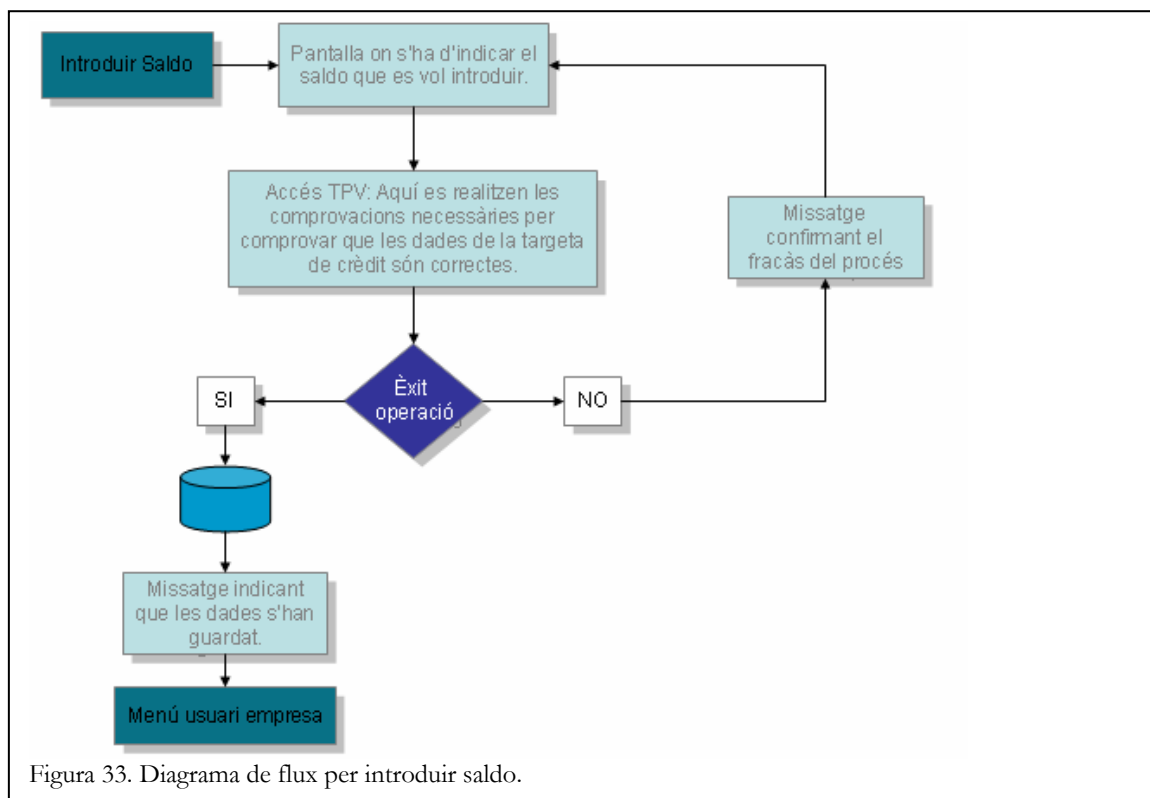 Introduir Saldo
Pantalla on s'ha d'indicar el
saldo que es vol introduir.
Accés TPV: Aquí es realitzen les
comprovacions necessàries per
comprovar que les dades de la targeta
de crèdit són correctes.
Missatge
confirmant el
fracàs del procés
Èxit
operació
SI
NO
Missatge indicant
que les dades s'han
guardat.
Menú usuari empresa
Figura 33. Diagrama de flux per introduir saldo.